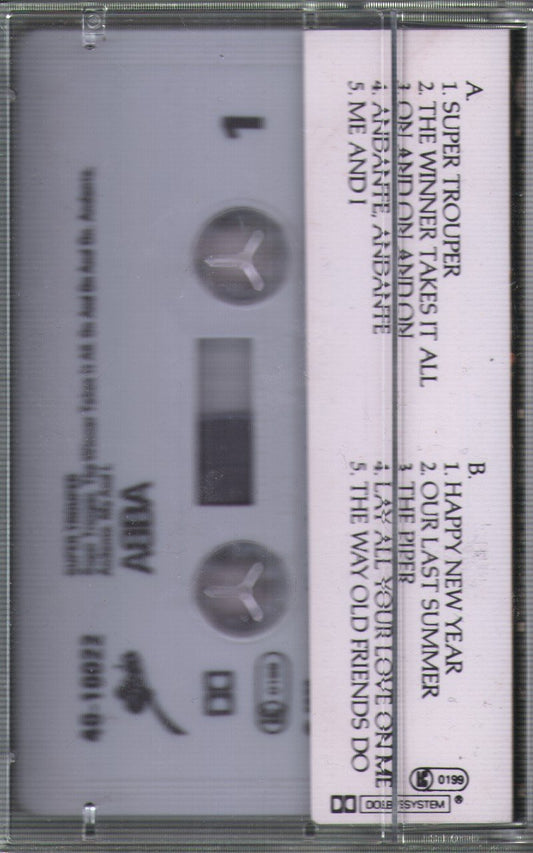 A.
1. SUPER TROUPER
2. THE WINNER TAKES IT ALL
3. ON AND ON AND ON
4. ANDANTE, ANDANTE
5. ME AND I
B.
1. HAPPY NEW YEAR
2. OUR LAST SUMMER
3. THE PIPER
4. LAY ALL YOUR LOVE ON ME
5. THE WAY OLD FRIENDS DO
0199
DOLBY SYSTEM ®
1
ABBA
40-10022